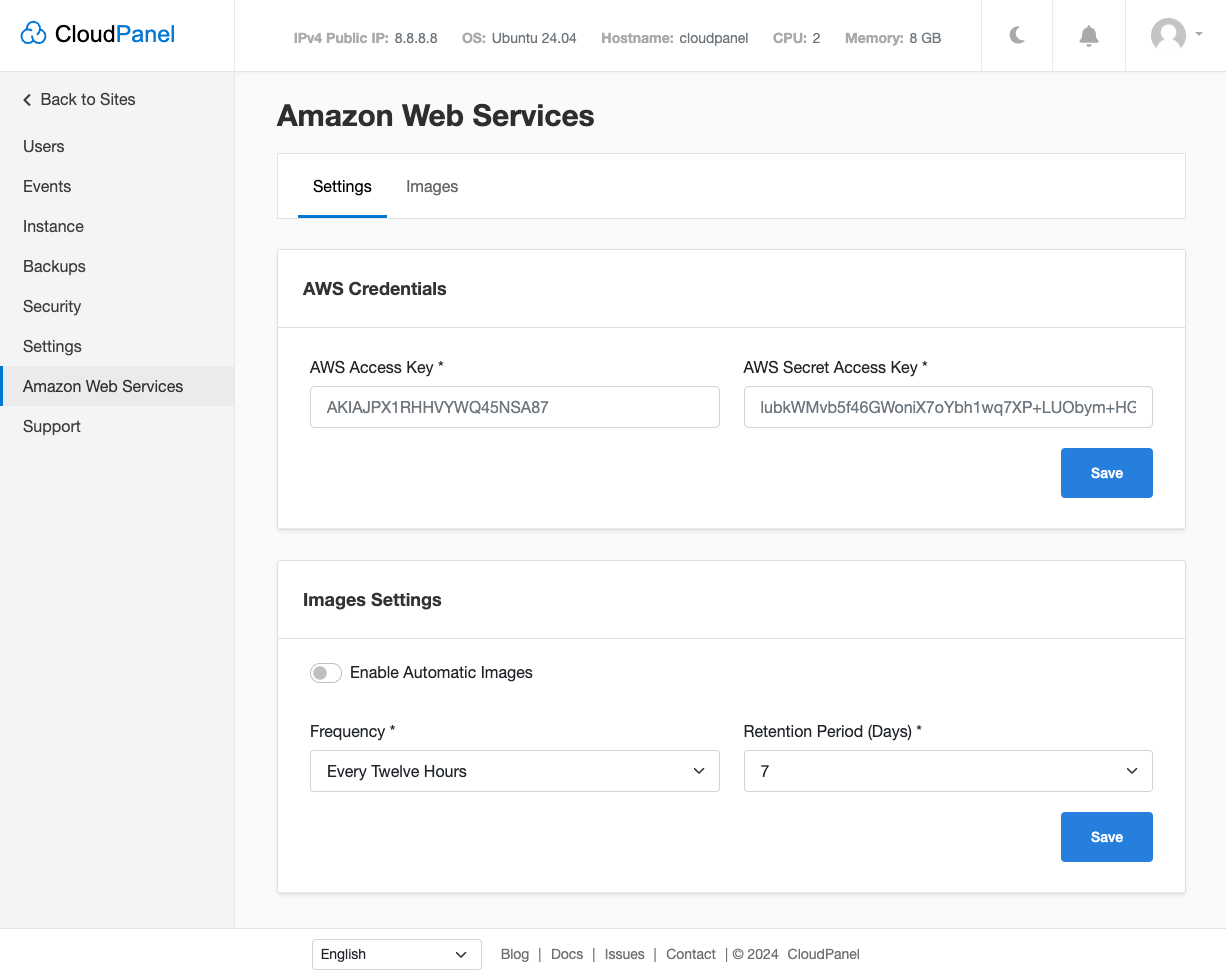 CloudPanel
IPv4 Public IP: 8.8.8.8 OS: Ubuntu 24.04 Hostname: cloudpanel CPU: 2 Memory: 8 GB
Back to Sites
Users
Events
Instance
Backups
Security
Settings
Amazon Web Services
Support
Amazon Web Services
Settings Images
AWS Credentials
AWS Access Key * AWS Secret Access Key *
AKIAJPX1RHHVYWQ45NSA87 lubkWMvb5f46GWoniX7oYbh1wq7XP+LUObym+HG
Save
Images Settings
Enable Automatic Images
Frequency * Retention Period (Days) *
Every Twelve Hours 7
Save
English Blog | Docs | Issues | Contact | © 2024 CloudPanel